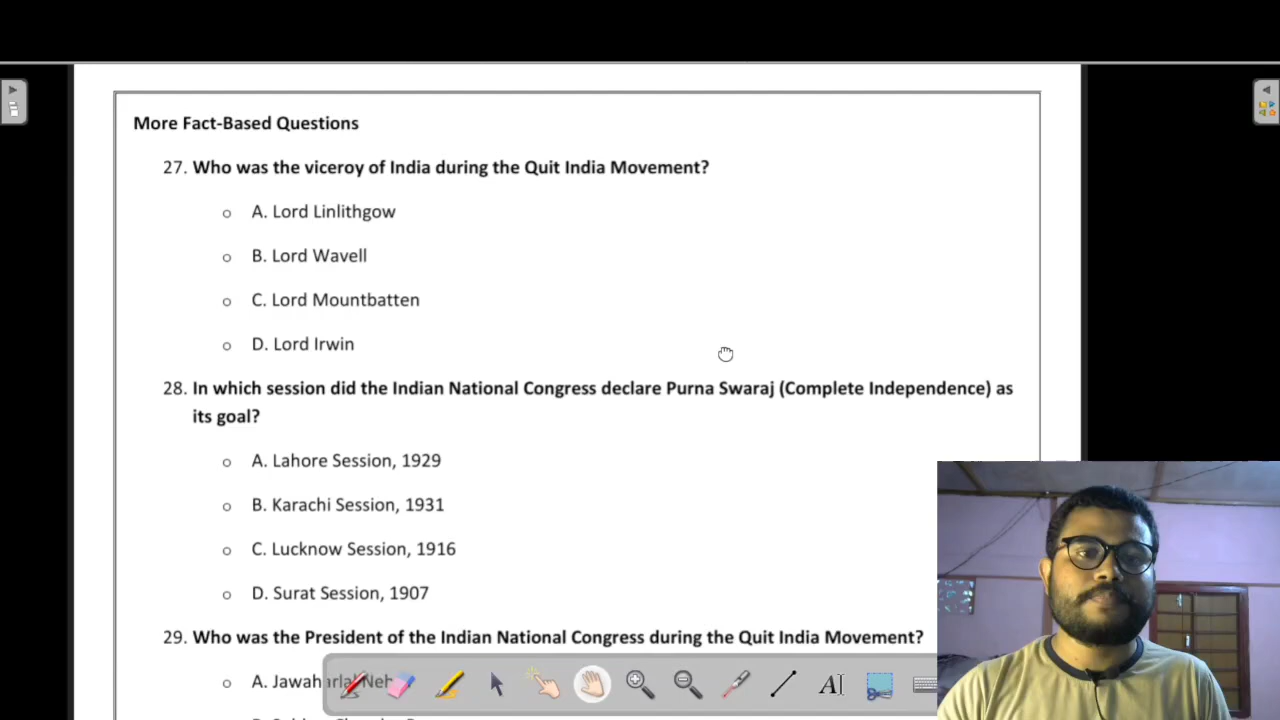 More Fact-Based Questions
27. Who was the viceroy of India during the Quit India Movement?
A. Lord Linlithgow
B. Lord Wavell
C. Lord Mountbatten
D. Lord Irwin
28. In which session did the Indian National Congress declare Purna Swaraj (Complete Independence) as
its goal?
A. Lahore Session, 1929
B. Karachi Session, 1931
C. Lucknow Session, 1916
D. Surat Session, 1907
29. Who was the President of the Indian National Congress during the Quit India Movement?
A.